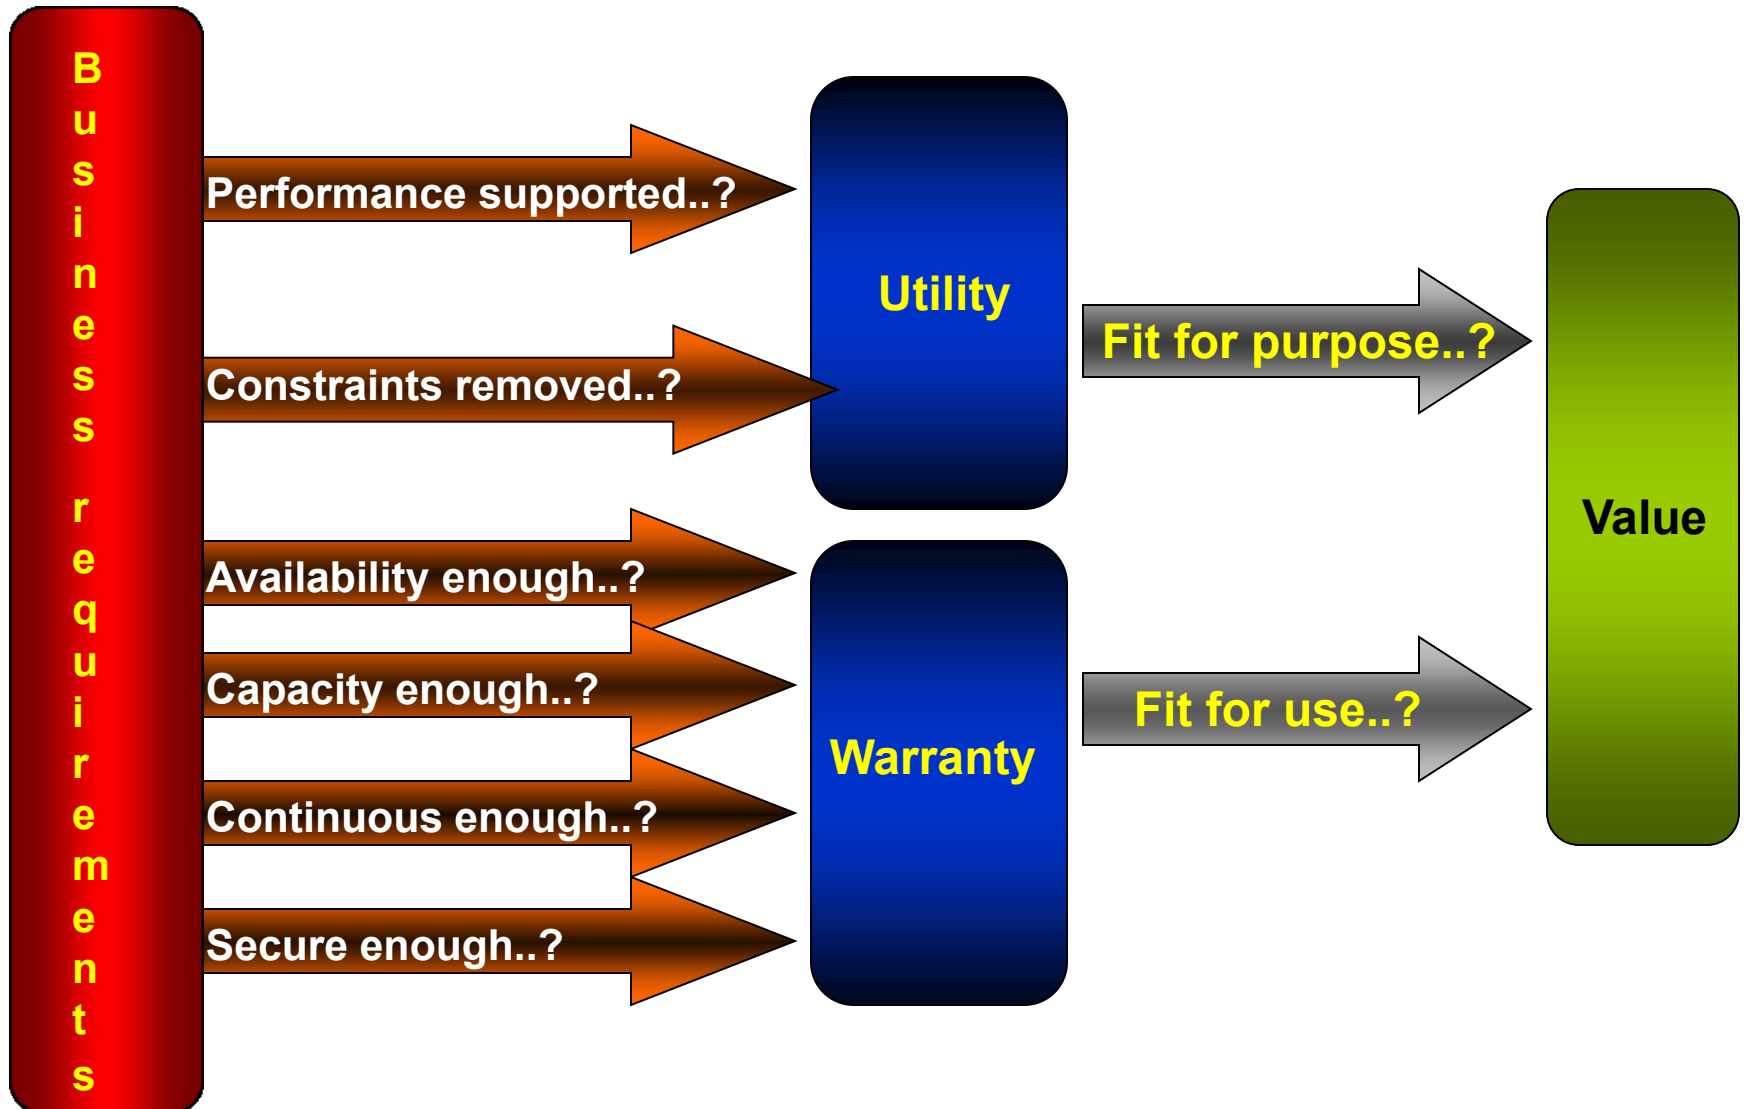 Business requirements
Performance supported..?
Constraints removed..?
Availability enough..?
Capacity enough..?
Continuous enough..?
Secure enough..?
Utility
Warranty
Fit for purpose..?
Fit for use..?
Value